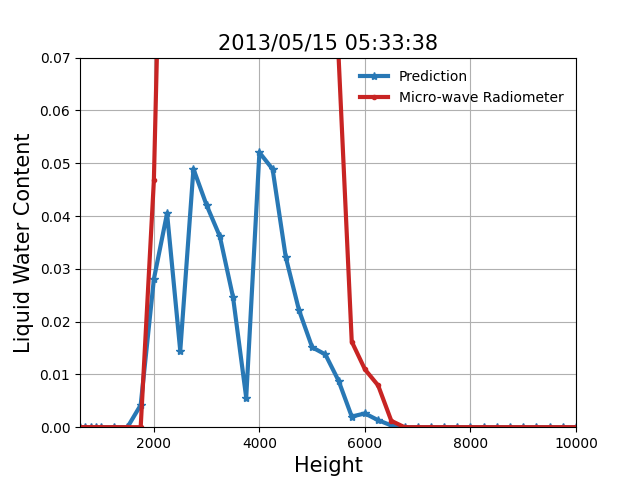 2013/05/15 05:33:38
Prediction
Micro-wave Radiometer
Liquid Water Content
0.07
0.06
0.05
0.04
0.03
0.02
0.01
0.00
2000 4000 6000 8000 10000
Height